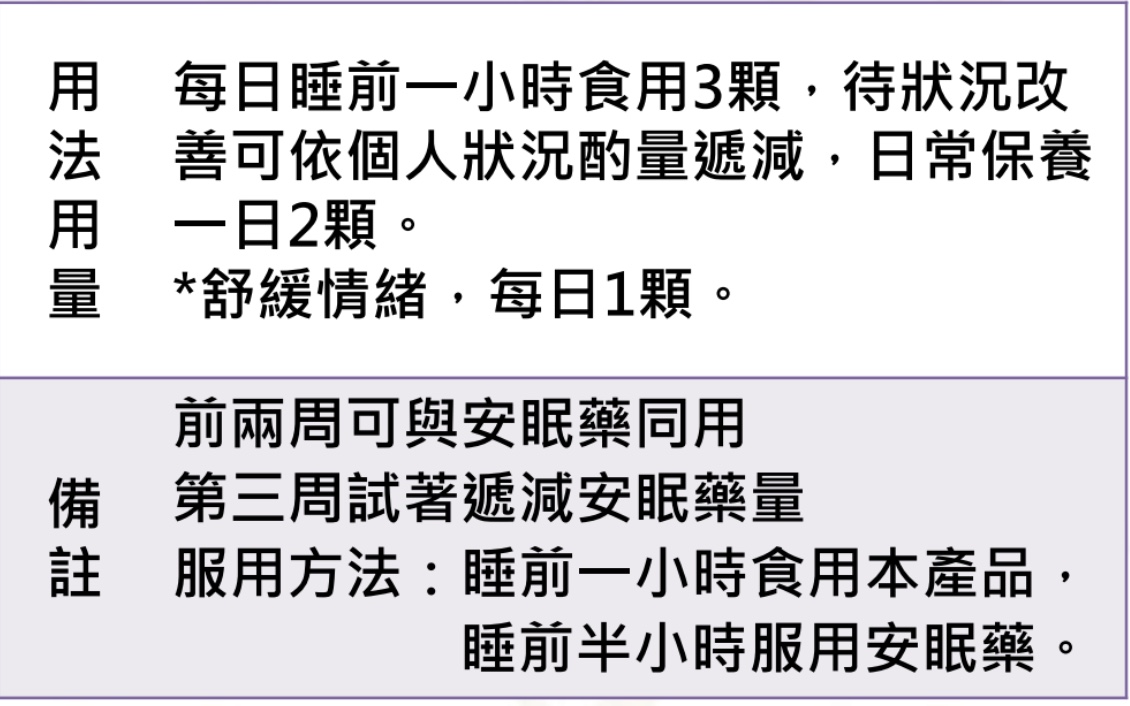 用法用量
每日睡前一小時食用3顆，待狀況改
善可依個人狀況酌量遞減，日常保養
一日2顆。
*舒緩情緒，每日1顆。
備註
前兩周可與安眠藥同用
第三周試著遞減安眠藥量
服用方法：睡前一小時食用本產品，
睡前半小時服用安眠藥。